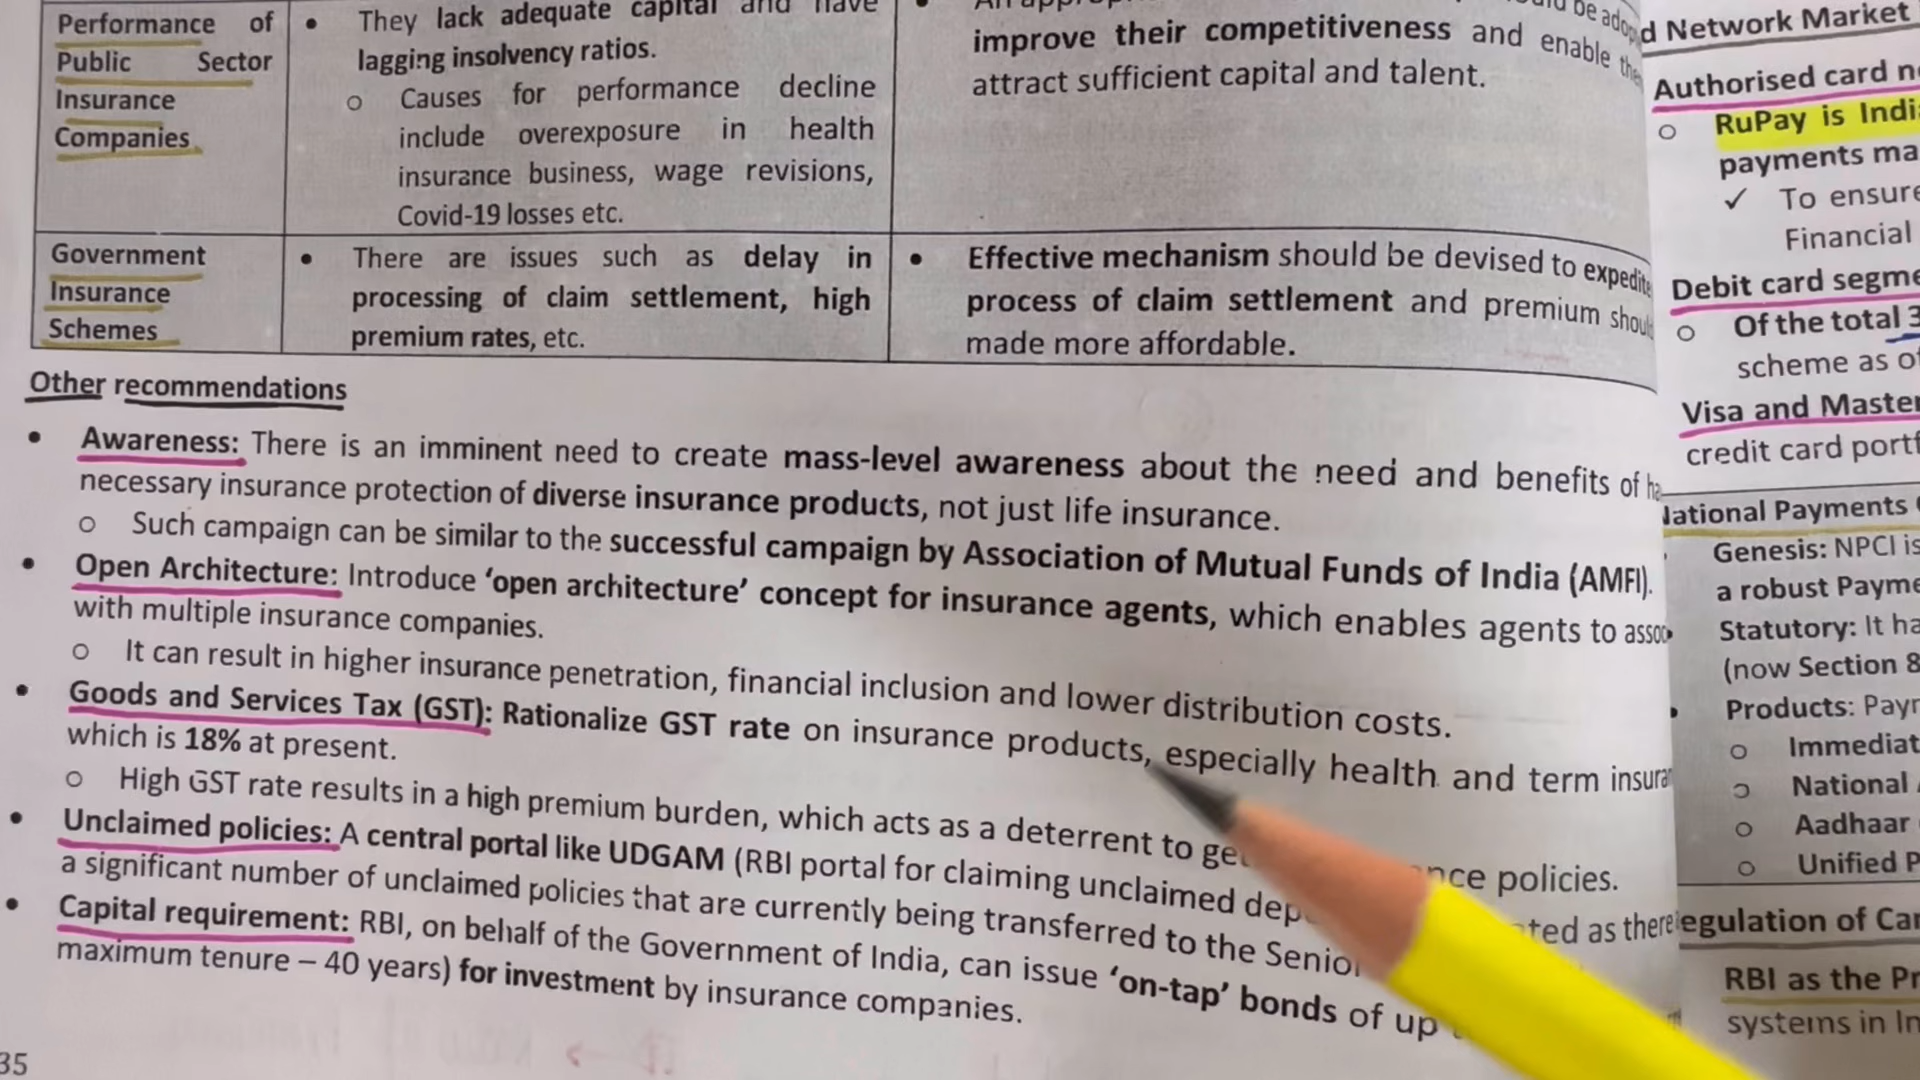 Performance of
Public Sector
Insurance
Companies
They lack adequate capital and have
lagging insolvency ratios.
Causes for performance decline
include overexposure in health
insurance business, wage revisions,
Covid-19 losses etc.
be
improve their competitiveness and enable
attract sufficient capital and talent.
Government
Insurance
Schemes
There are issues such as delay in
processing of claim settlement, high
premium rates, etc.
Effective mechanism should be devised to
process of claim settlement and premium
made more affordable.
Other recommendations
Awareness: There is an imminent need to create mass-level awareness about the need and benefits of
necessary insurance protection of diverse insurance products, not just life insurance.
Such campaign can be similar to the successful campaign by Association of Mutual Funds of India (AMFI).
Open Architecture: Introduce ‘open architecture’ concept for insurance agents, which enables agents to
with multiple insurance companies.
It can result in higher insurance penetration, financial inclusion and lower distribution costs.
Goods and Services Tax (GST): Rationalize GST rate on insurance products, especially health and term
which is 18% at present.
High GST rate results in a high premium burden, which acts as a deterrent to policies.
Unclaimed policies: A central portal like UDGAM (RBI portal for claiming unclaimed as there
a significant number of unclaimed policies that are currently being transferred to the
Capital requirement: RBI, on behalf of the Government of India, can issue ‘on-tap’ bonds of up
maximum tenure – 40 years) for investment by insurance companies.
35
Network Market
Authorised card
RuPay is
payments
To ensure
Financial
Debit card
Of the total
scheme as
Visa and
credit card
Payments
Genesis: NPCI is
a robust
Statutory: It
(now Section 8
Products:
National
Aadhaar
Unified
of
RBI as the
systems in